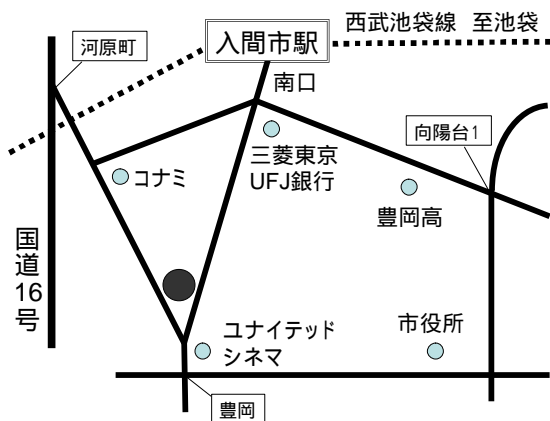 西武池袋線 至池袋
河原町
入間市駅
南口
向陽台1
三菱東京
UFJ銀行
コナミ
豊岡高
国道16号
ユナイテッド
シネマ
市役所
豊岡